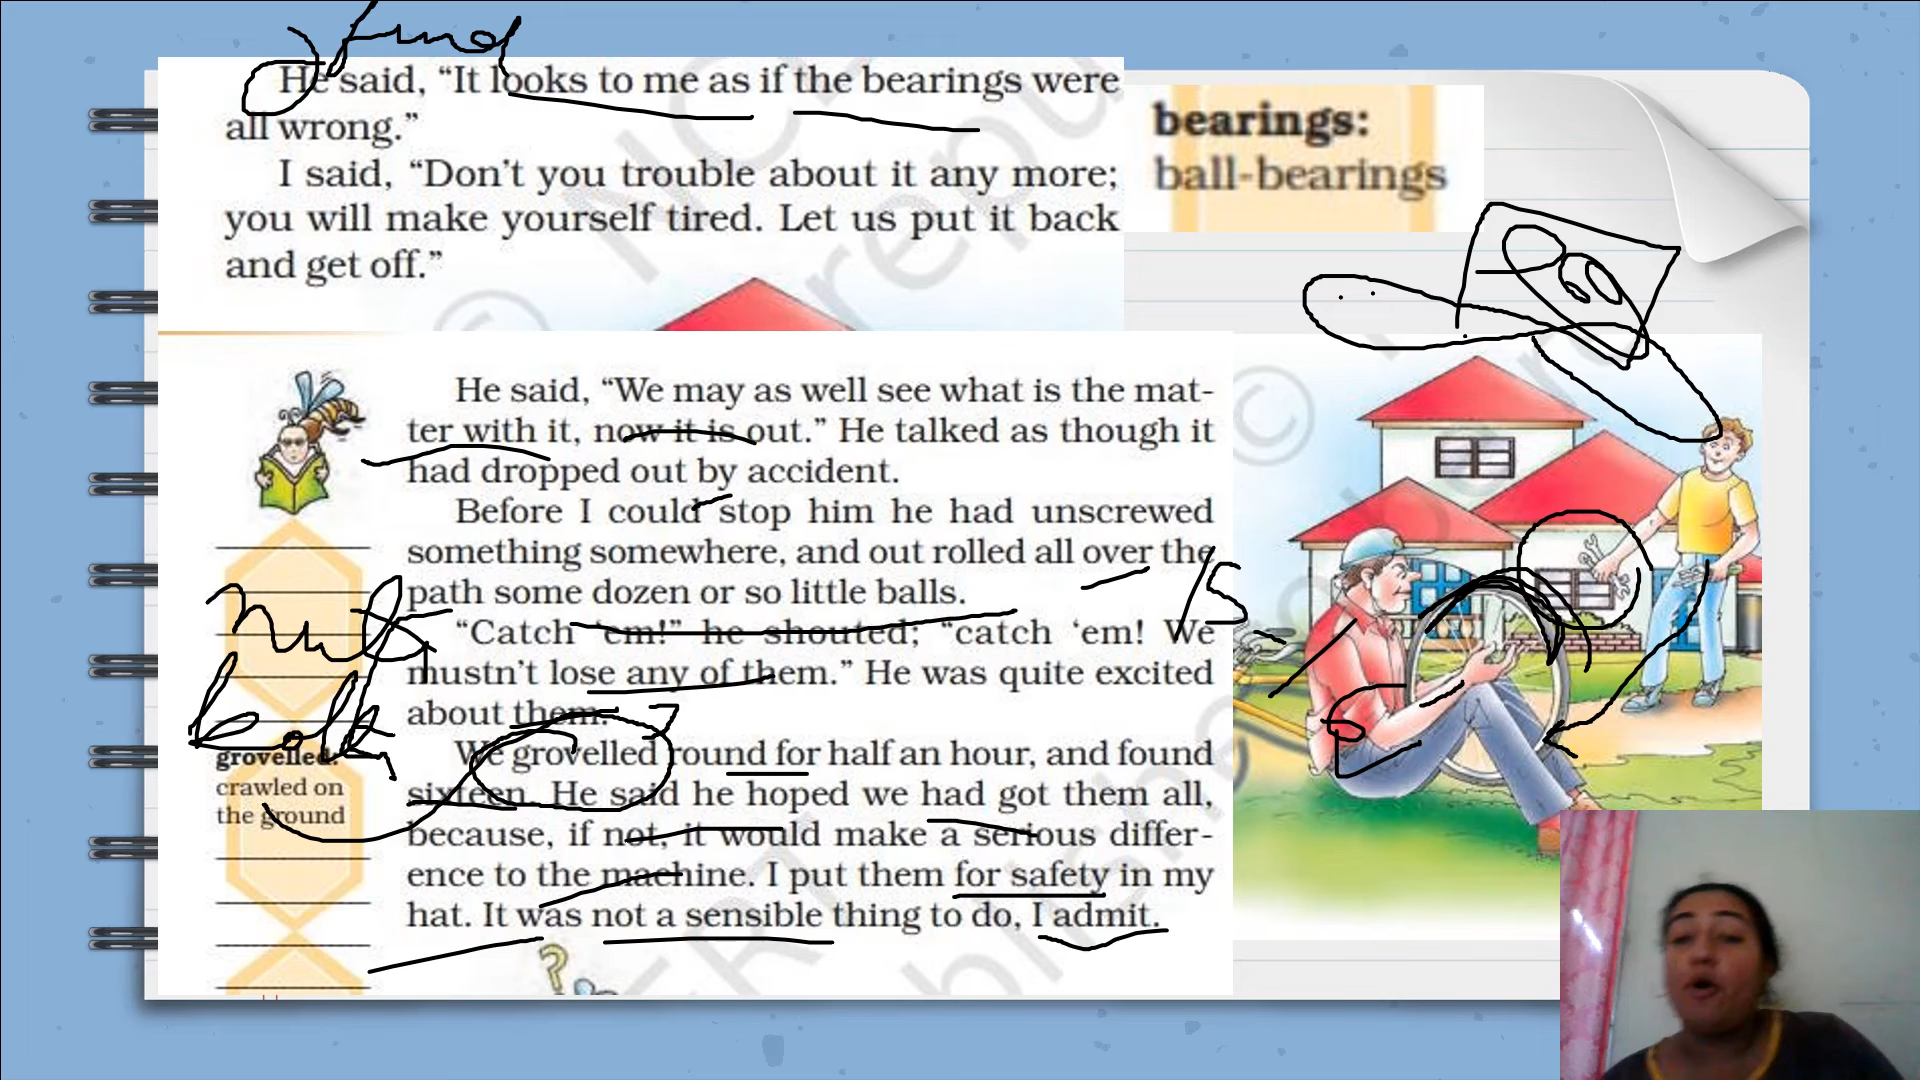 find
He said, “It looks to me as if the bearings were
all wrong.”
I said, “Don’t you trouble about it any more;
you will make yourself tired. Let us put it back
and get off.”
bearings:
ball-bearings
He said, “We may as well see what is the mat-
ter with it, now it is out.” He talked as though it
had dropped out by accident.
Before I could stop him he had unscrewed
something somewhere, and out rolled all over the
path some dozen or so little balls.
“Catch ‘em!” he shouted; “catch ‘em! We
mustn’t lose any of them.” He was quite excited
about them.
We grovelled round for half an hour, and found
sixteen. He said he hoped we had got them all,
because, if not, it would make a serious differ-
ence to the machine. I put them for safety in my
hat. It was not a sensible thing to do, I admit.
nut
bolt
grovelled:
crawled on
the ground
15